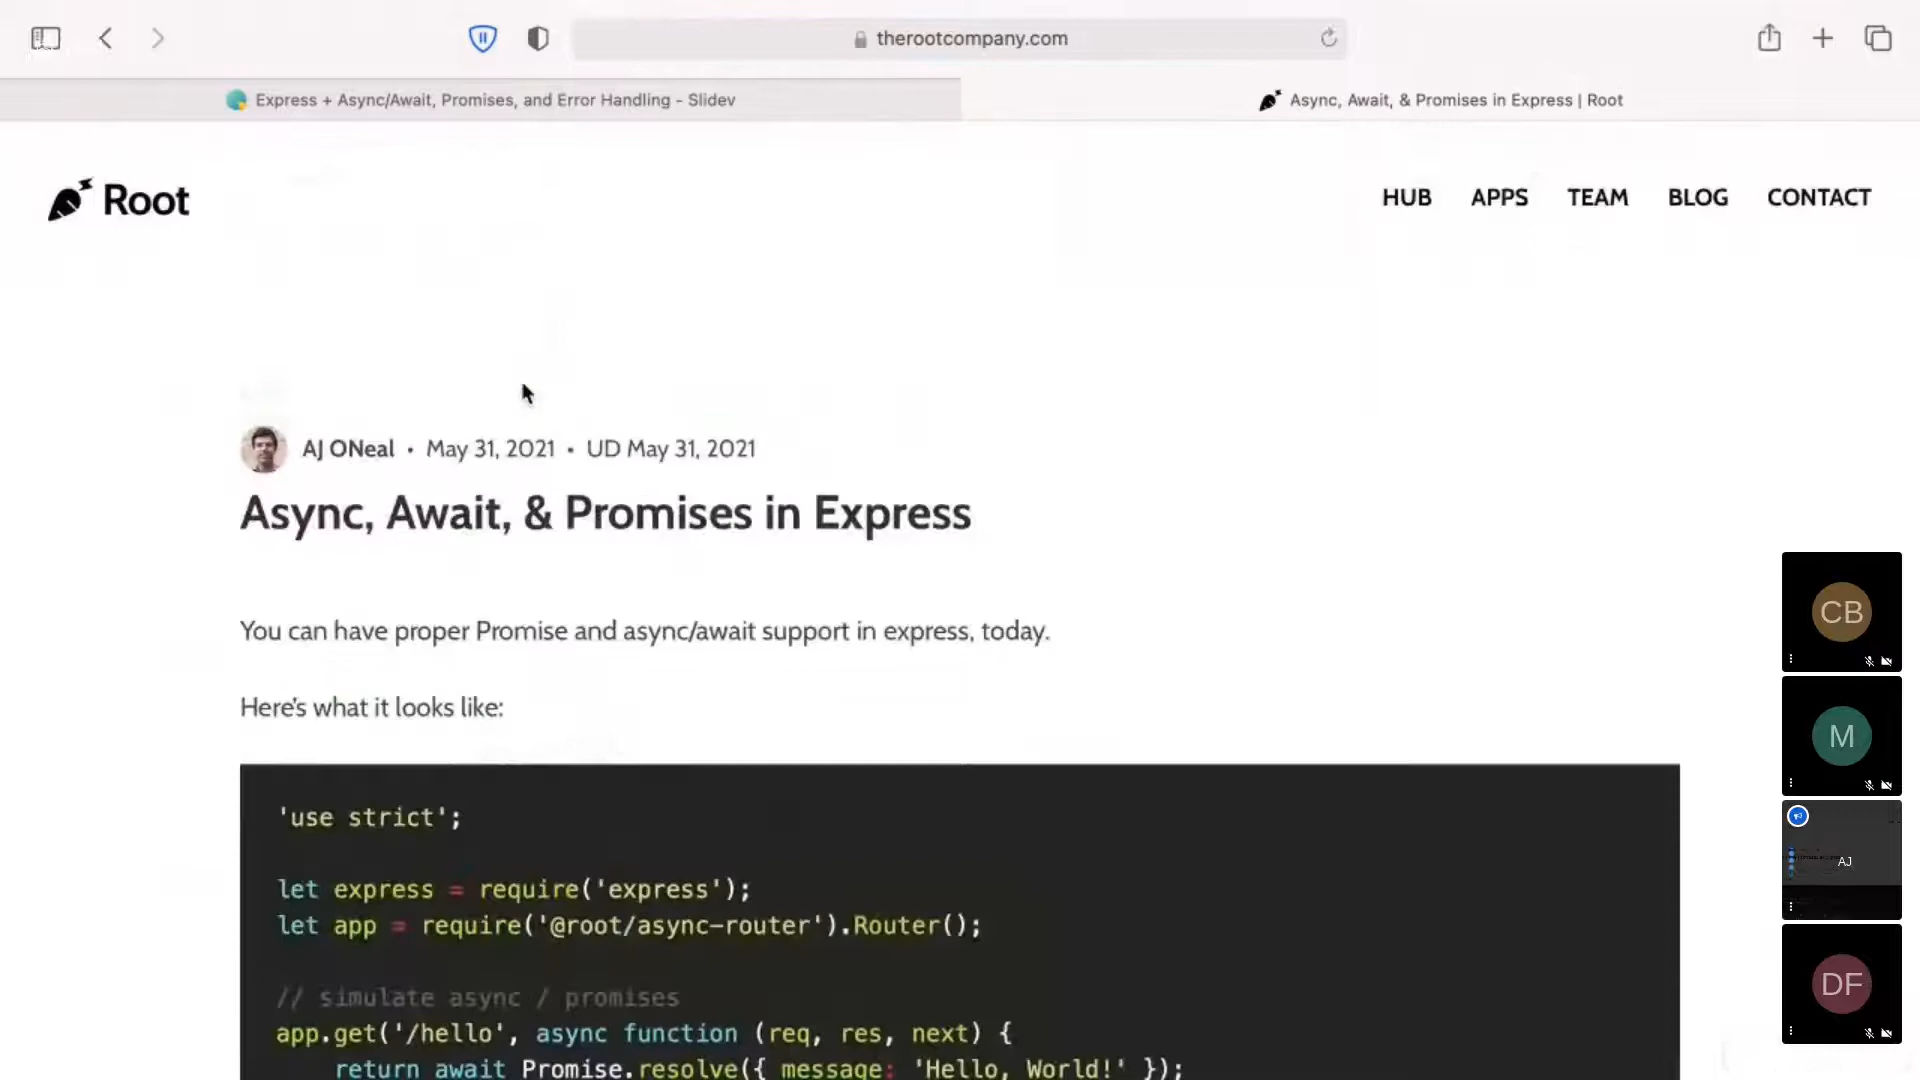 therootcompany.com
Express + Async/Await, Promises, and Error Handling - Slidev
Async, Await, & Promises in Express | Root
Root
HUB APPS TEAM BLOG CONTACT
AJ ONeal • May 31, 2021 • UD May 31, 2021
Async, Await, & Promises in Express
You can have proper Promise and async/await support in express, today.
Here's what it looks like:
'use strict';
let express = require('express');
let app = require('@root/async-router').Router();
// simulate async / promises
app.get('/hello', async function (req, res, next) {
return await Promise.resolve({ message: 'Hello, World!' });
CB
M
AJ
DF